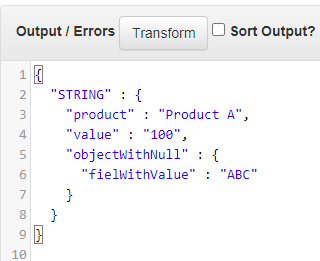 Output / Errors Transform Sort Output?
1 {
2   "STRING" : {
3     "product" : "Product A",
4     "value" : "100",
5     "objectWithNull" : {
6       "fielWithValue" : "ABC"
7     }
8   }
9 }
10